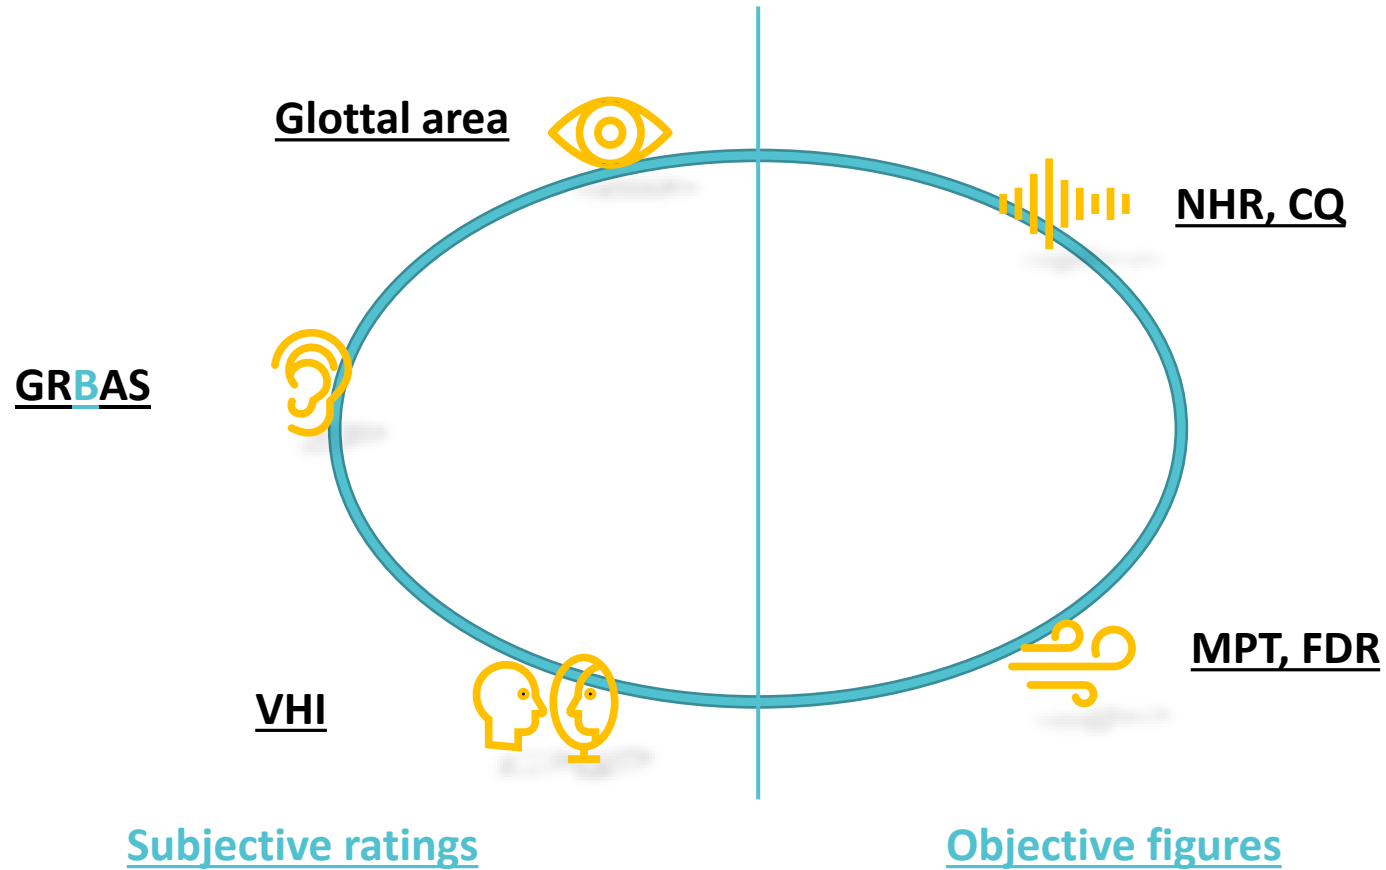 Glottal area
NHR, CQ
GRBAS
MPT, FDR
VHI
Subjective ratings
Objective figures